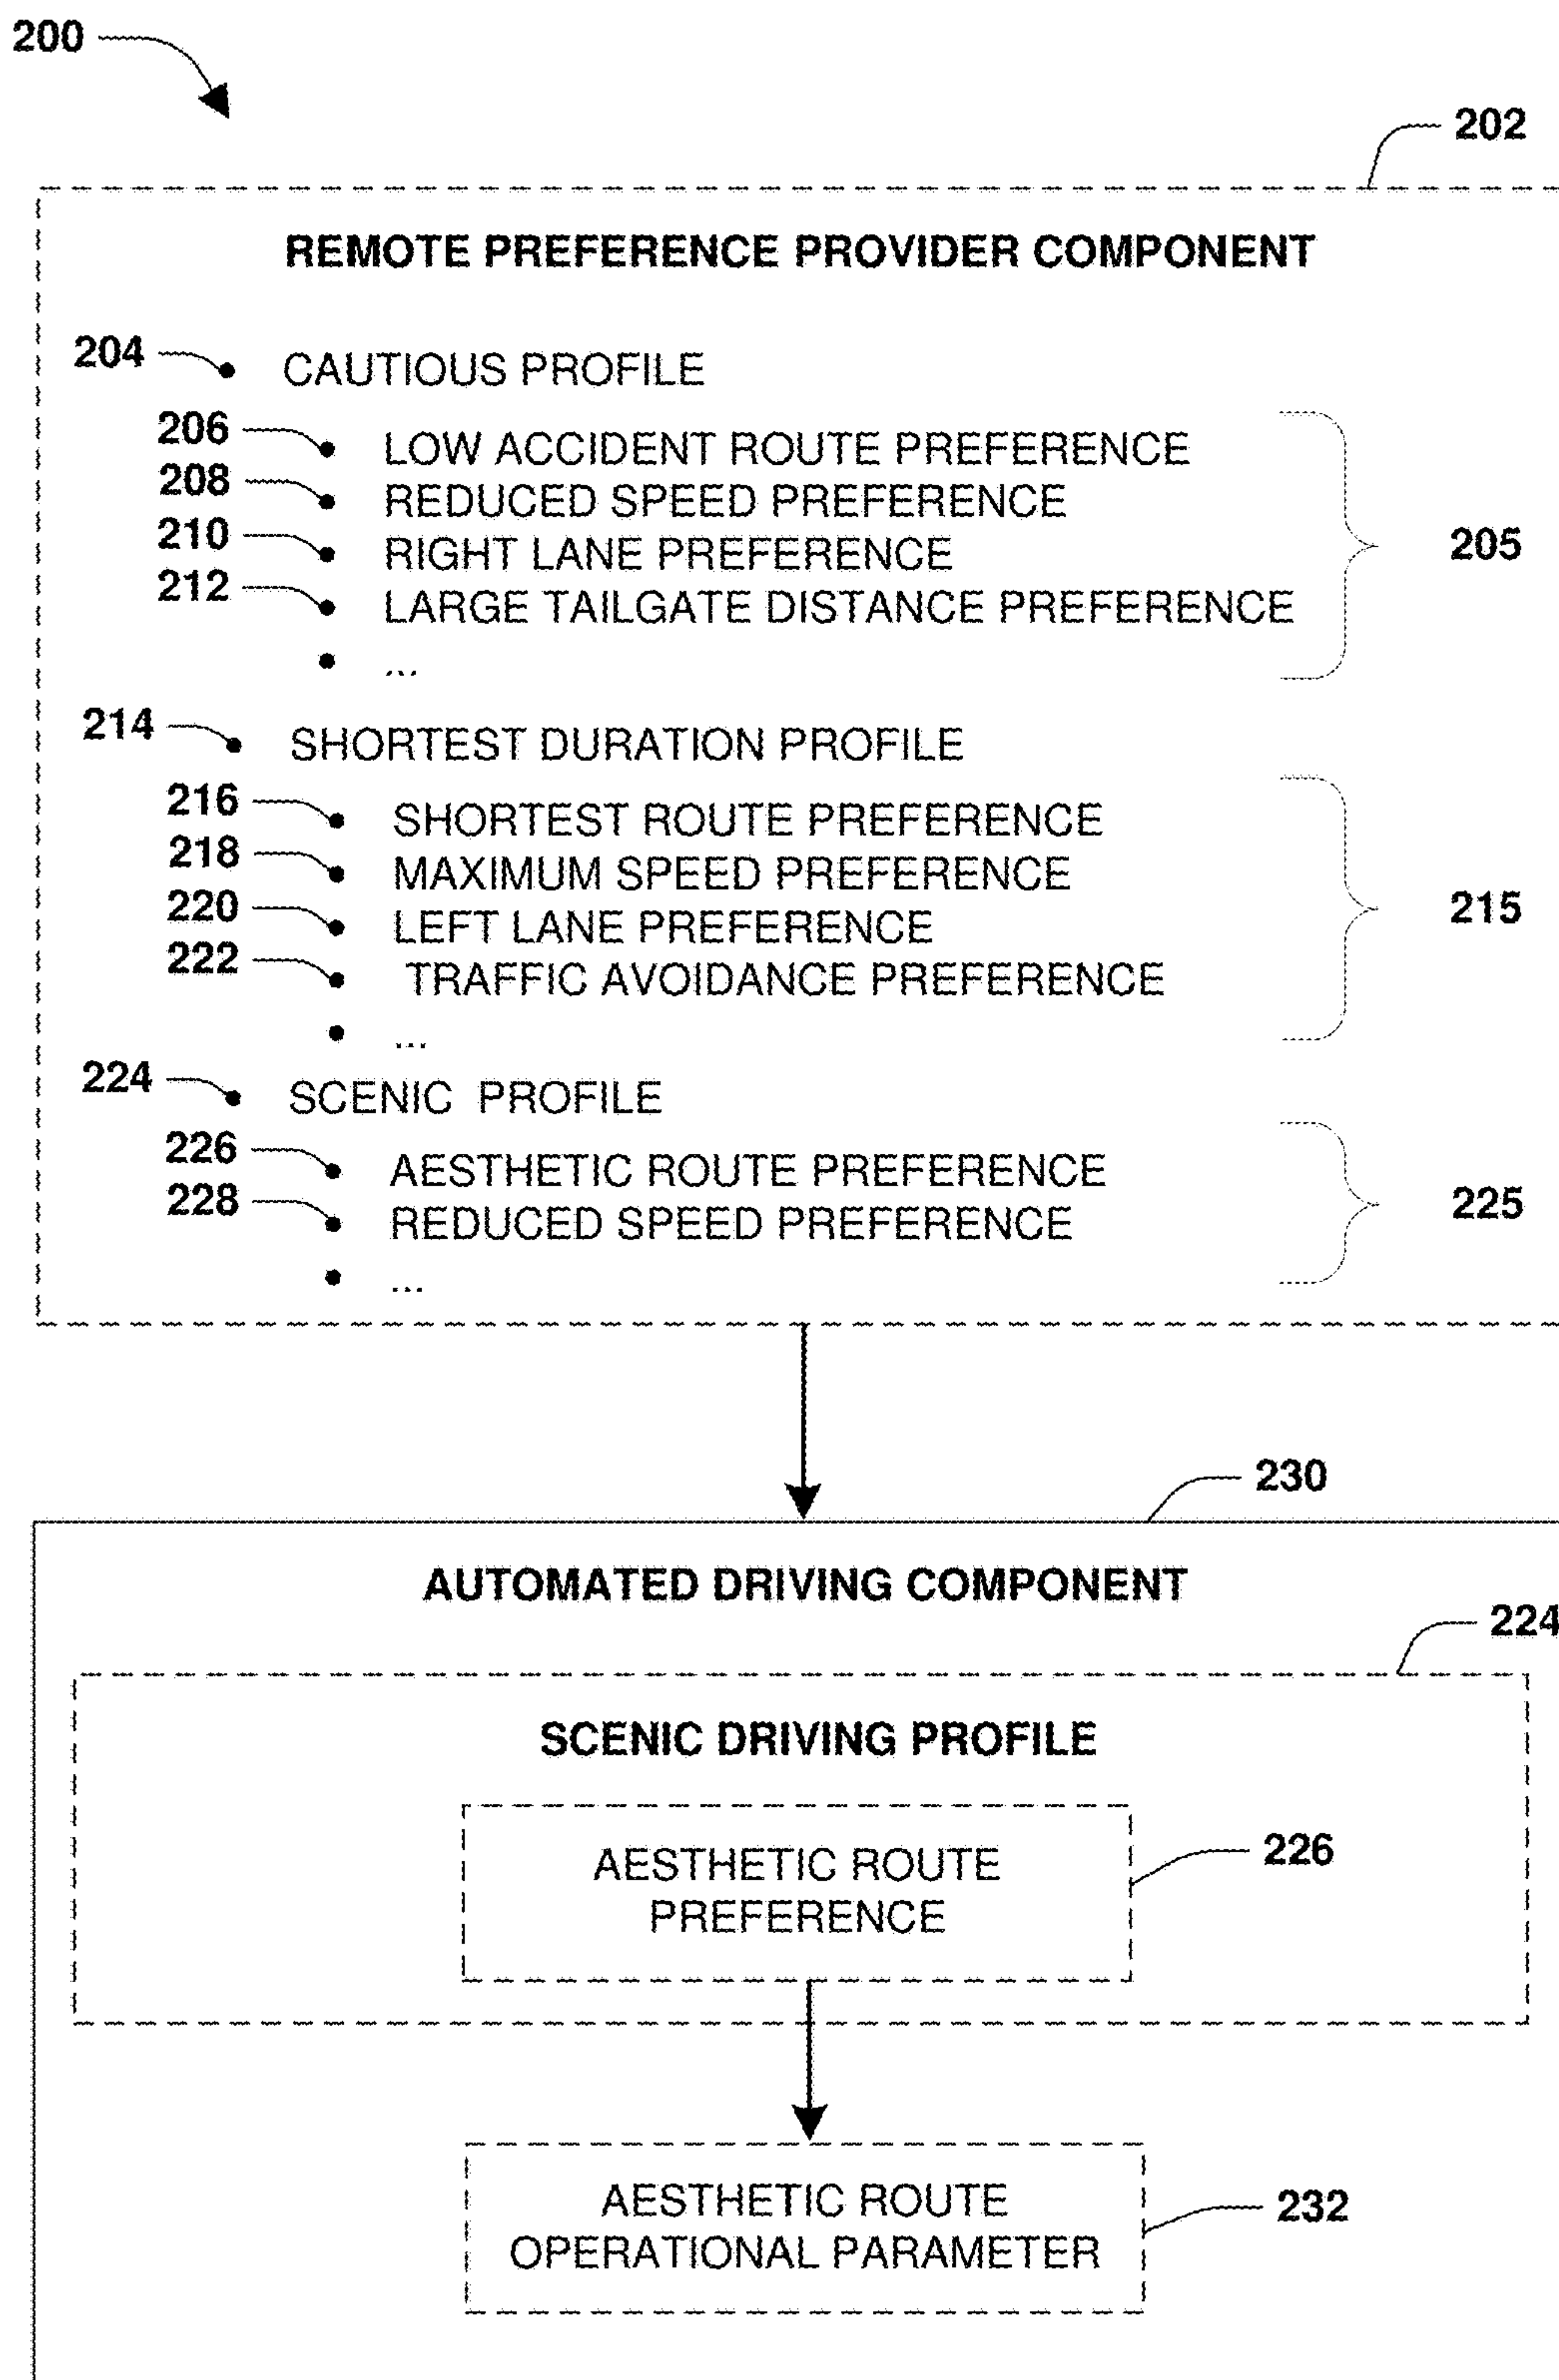 200
202
REMOTE PREFERENCE PROVIDER COMPONENT
204 • CAUTIOUS PROFILE
206 • LOW ACCIDENT ROUTE PREFERENCE
208 • REDUCED SPEED PREFERENCE
210 • RIGHT LANE PREFERENCE
205
212 • LARGE TAILGATE DISTANCE PREFERENCE
• ...
214 • SHORTEST DURATION PROFILE
216 • SHORTEST ROUTE PREFERENCE
218 • MAXIMUM SPEED PREFERENCE
220 • LEFT LANE PREFERENCE
215
222 • TRAFFIC AVOIDANCE PREFERENCE
• ...
224 • SCENIC PROFILE
226 • AESTHETIC ROUTE PREFERENCE
228 • REDUCED SPEED PREFERENCE
225
• ...
230
AUTOMATED DRIVING COMPONENT
224
SCENIC DRIVING PROFILE
AESTHETIC ROUTE
PREFERENCE
226
AESTHETIC ROUTE
OPERATIONAL PARAMETER
232